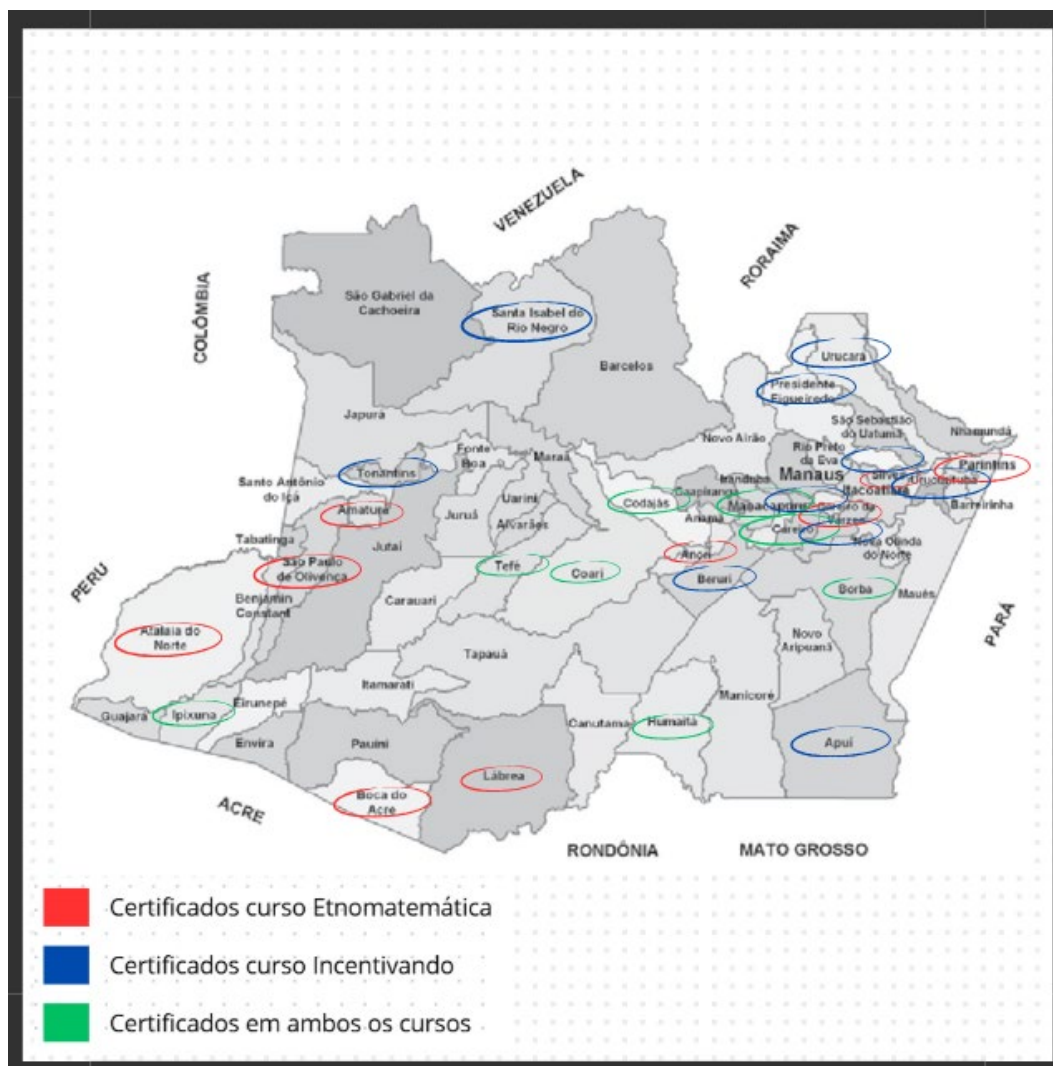 VENEZUELA
RORAIMA
COLÔMBIA
São Gabriel da
Cachoeira
Santa Isabel do
Rio Negro
Barcelos
Urucará
Presidente
Figueiredo
São Sebastião
do Uatumã
Nhamundá
Japurá
Novo Airão
Rio Preto
da Eva
Manaus
Parintins
Fonte
Boa
Maraã
Tonantins
Santo Antônio
do Içá
Silves
Urucurituba
Itacoatiara
Iranduba
Caapiranga
Manacapuru
Codajás
Barreirinha
Uarini
Amaturá
Juruá
Alvarães
Anamã
Careiro da
Várzea
Careiro
Nova Olinda
do Norte
Tabatinga
Jutaí
Anori
São Paulo
de Olivença
Tefé
Coari
Beruri
Borba
Maués
PERU
Benjamin
Constant
Carauari
PARÁ
Atalaia do
Norte
Novo
Aripuanã
Tapauá
Itamarati
Manicoré
Eirunepé
Guajará
Ipixuna
Canutama
Humaitá
Envira
Pauini
Apuí
Lábrea
Boca do
Acre
ACRE
RONDÔNIA
MATO GROSSO
Certificados curso Etnomatemática
Certificados curso Incentivando
Certificados em ambos os cursos